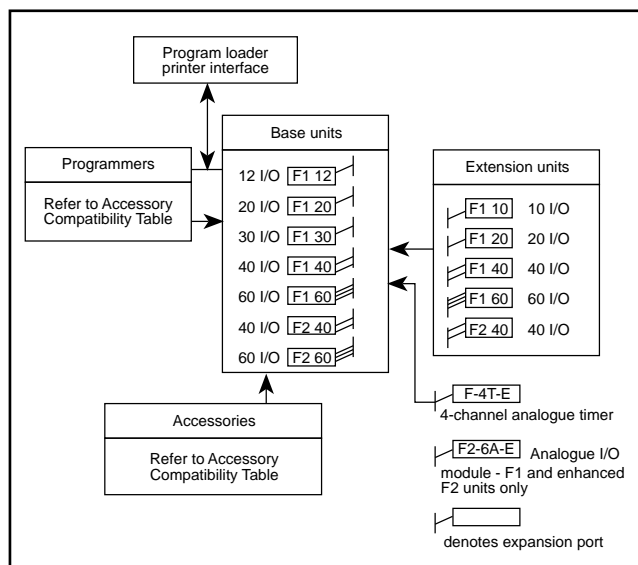 Program loader
printer interface
Base units
12 I/O F1 12
20 I/O F1 20
30 I/O F1 30
40 I/O F1 40
60 I/O F1 60
40 I/O F2 40
60 I/O F2 60
Programmers
Refer to Accessory
Compatibility Table
Extension units
F1 10 10 I/O
F1 20 20 I/O
F1 40 40 I/O
F1 60 60 I/O
F2 40 40 I/O
Accessories
Refer to Accessory
Compatibility Table
F-4T-E
4-channel analogue timer
F2-6A-E Analogue I/O
module - F1 and enhanced
F2 units only
denotes expansion port